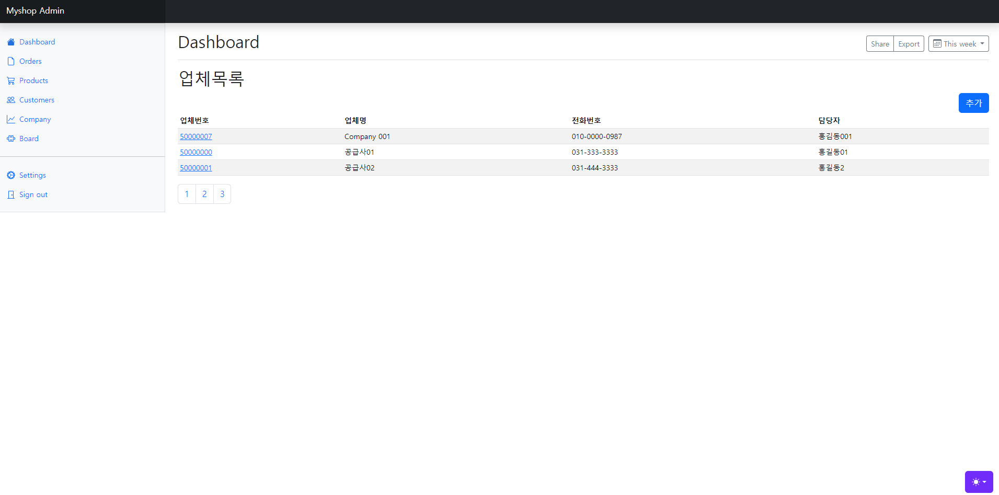 Myshop Admin
Dashboard
Orders
Products
Customers
Company
Board
Settings
Sign out
Dashboard
Share Export This week
업체목록
추가
업체번호 업체명 전화번호 담당자
50000007 Company 001 010-0000-0987 홍김동001
50000000 공급사01 031-333-3333 홍길동01
50000001 공급사02 031-444-3333 홍길동2
1 2 3